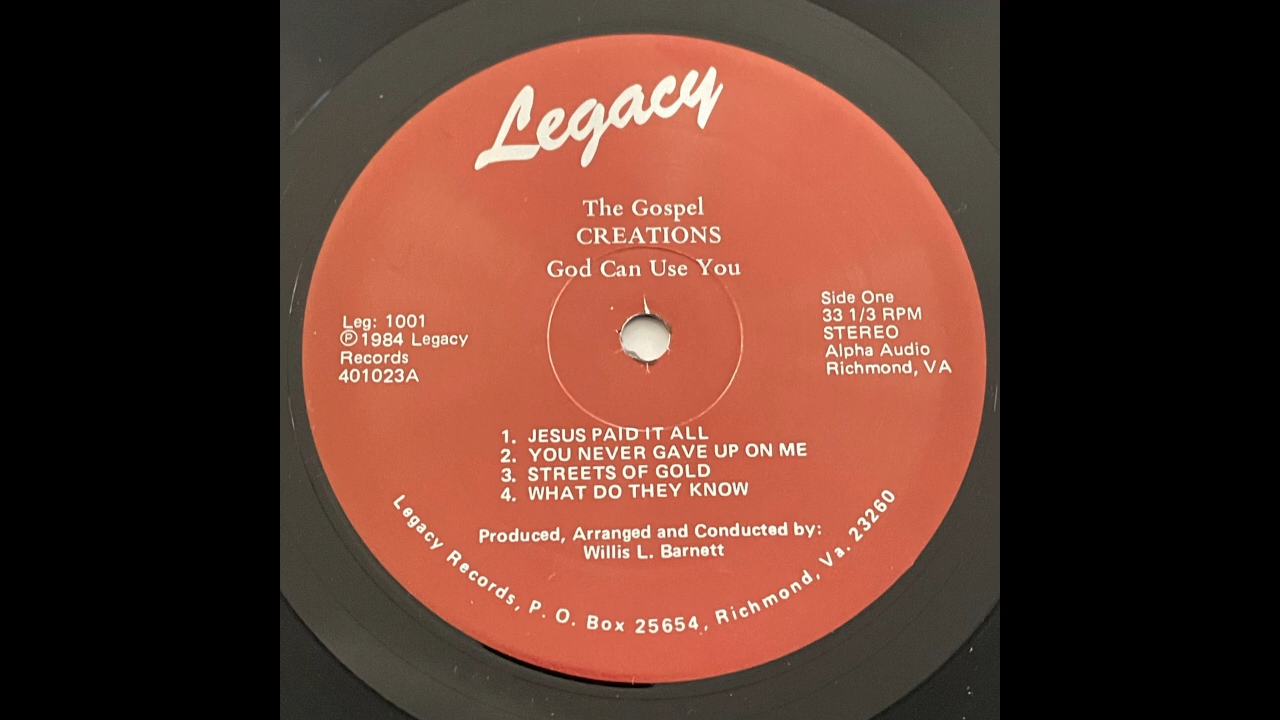 Legacy
The Gospel
CREATIONS
God Can Use You
Leg: 1001
Ⓟ1984 Legacy
Records
401023A
Side One
33 1/3 RPM
STEREO
Alpha Audio
Richmond, VA
1. JESUS PAID IT ALL
2. YOU NEVER GAVE UP ON ME
3. STREETS OF GOLD
4. WHAT DO THEY KNOW
Produced, Arranged and Conducted by:
Willis L. Barnett
Legacy Records, P. O. Box 25654, Richmond, Va. 23260